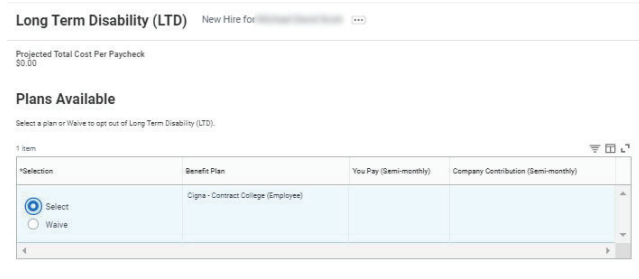 Long Term Disability (LTD) New Hire for
Projected Total Cost Per Paycheck
$0.00
Plans Available
Select a plan or Waive to opt out of Long Term Disability (LTD).
1 item
*Selection Benefit Plan You Pay (Semi-monthly) Company Contribution (Semi-monthly)
Select Cigna - Contract College (Employee)
Waive